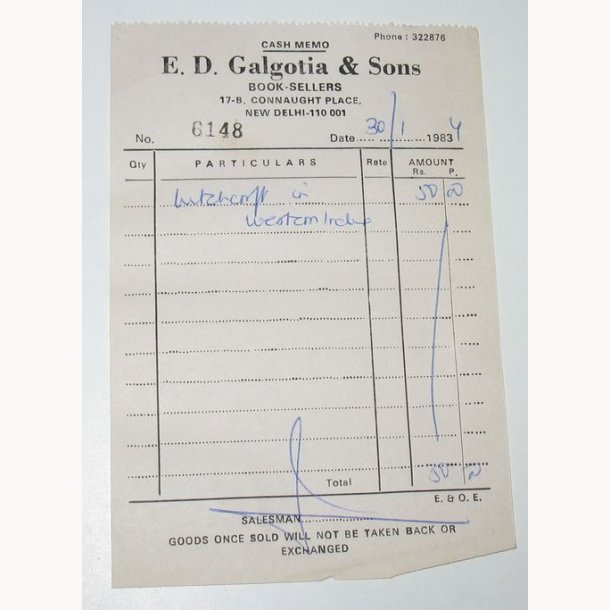 CASH MEMO
Phone : 322876
E. D. Galgotia & Sons
BOOK-SELLERS
17-B, CONNAUGHT PLACE,
NEW DELHI-110 001
No. 6148 Date 30/1 1983 4
Qty PARTICULARS Rate AMOUNT
Rs. P.
Witchcraft in 50 00
Western India
Total 50 00
E. & O. E.
SALESMAN
GOODS ONCE SOLD WILL NOT BE TAKEN BACK OR
EXCHANGED